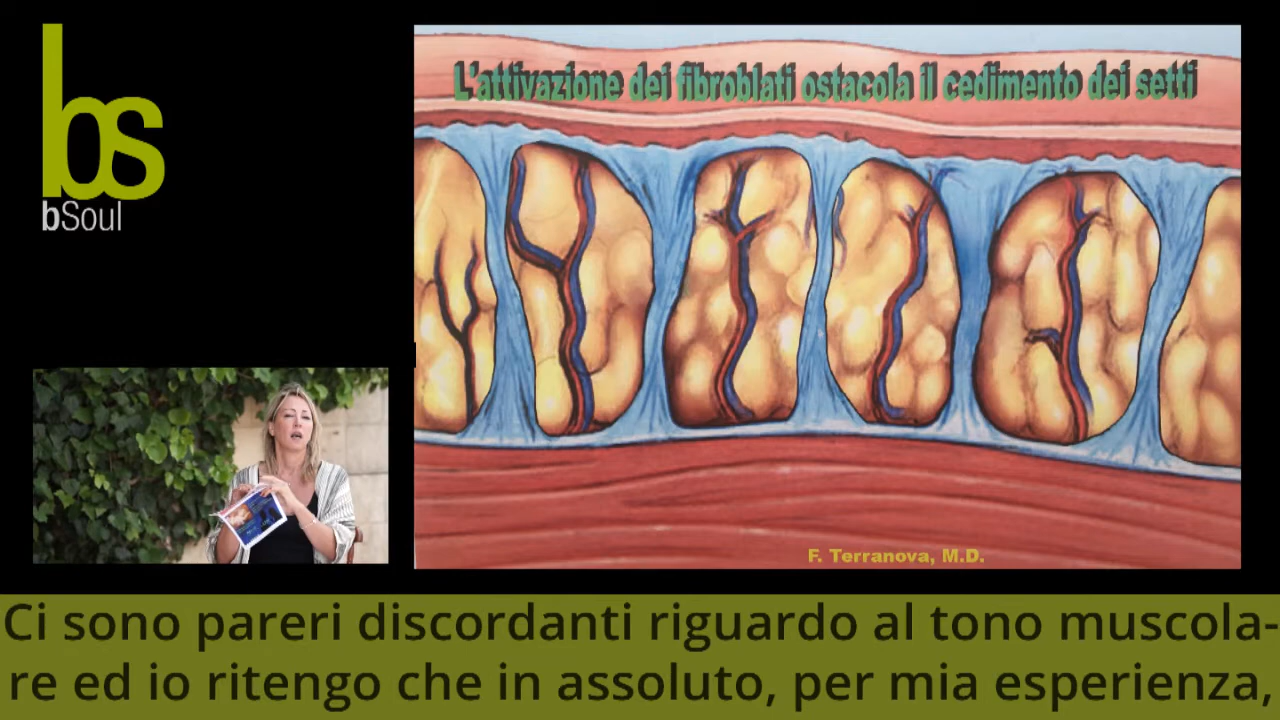 bs
bSoul
L'attivazione dei fibroblati ostacola il cedimento dei setti
F. Terranova, M.D.
Ci sono pareri discordanti riguardo al tono muscola-
re ed io ritengo che in assoluto, per mia esperienza,